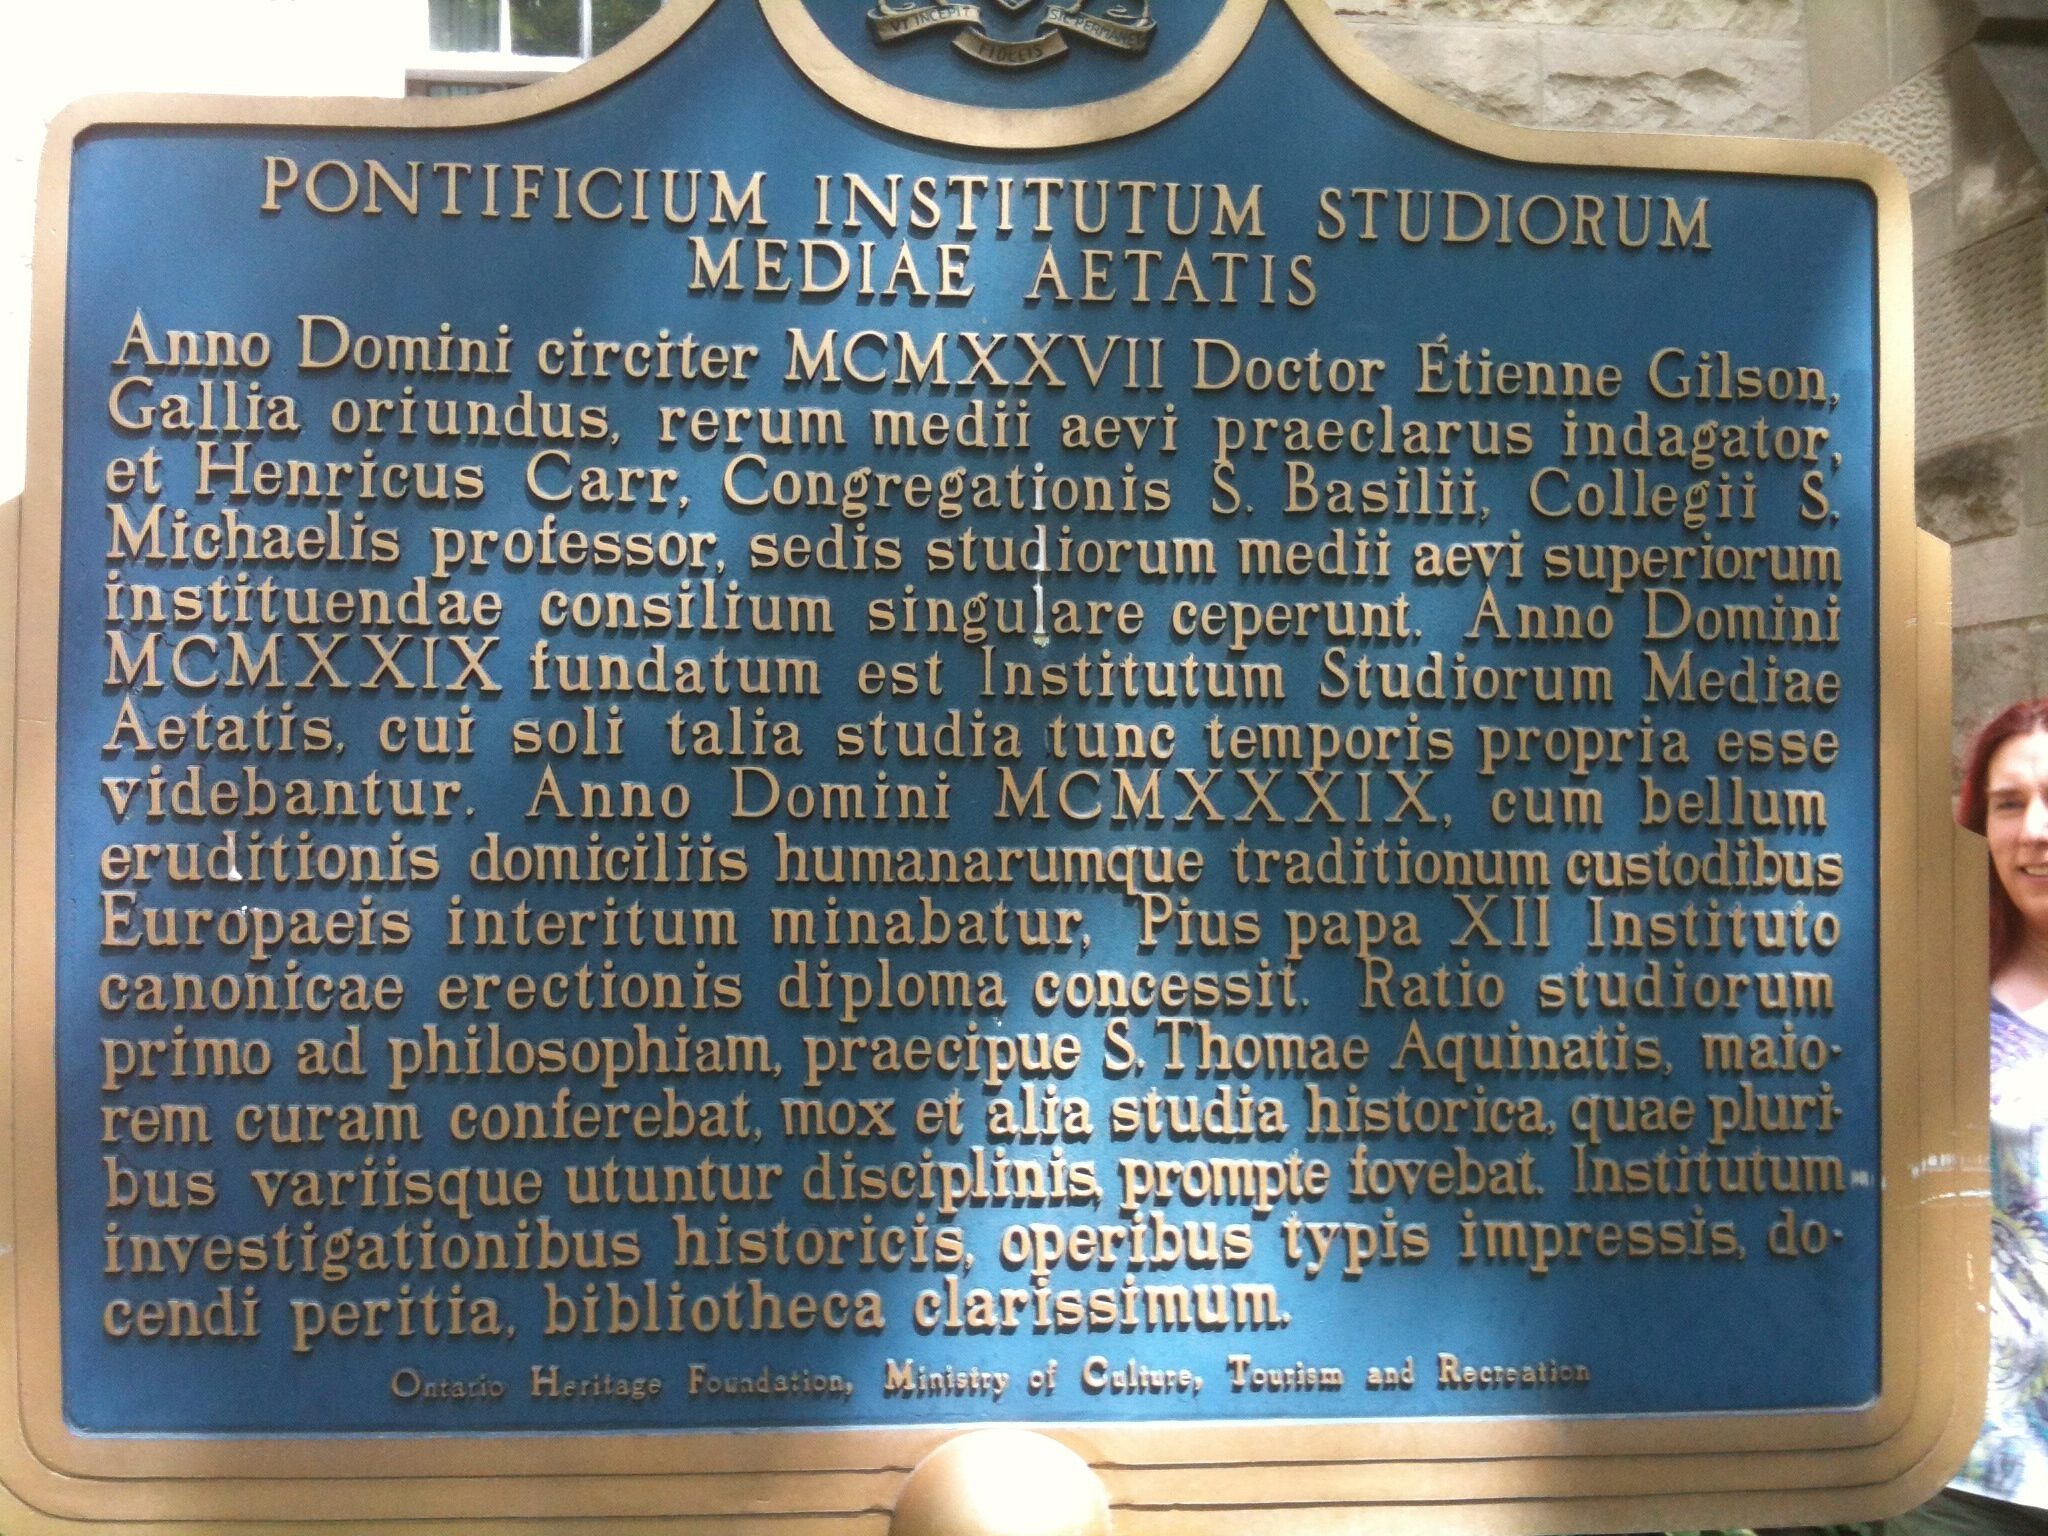 VT INCEPIT FIDELIS SIC PERMANET
PONTIFICIUM INSTITUTUM STUDIORUM
MEDIAE AETATIS
Anno Domini circiter MCMXXVII Doctor Étienne Gilson,
Gallia oriundus, rerum medii aevi praeclarus indagator,
et Henricus Carr, Congregationis S. Basilii, Collegii S.
Michaelis professor, sedis studiorum medii aevi superiorum
instituendae consilium singulare ceperunt. Anno Domini
MCMXXIX fundatum est Institutum Studiorum Mediae
Aetatis, cui soli talia studia tunc temporis propria esse
videbantur. Anno Domini MCMXXXIX, cum bellum
eruditionis domiciliis humanarumque traditionum custodibus
Europaeis interitum minabatur, Pius papa XII Instituto
canonicae erectionis diploma concessit. Ratio studiorum
primo ad philosophiam, praecipue S. Thomae Aquinatis, maio-
rem curam conferebat, mox et alia studia historica, quae pluri-
bus variisque utuntur disciplinis, prompte fovebat. Institutum
investigationibus historicis, operibus typis impressis, do-
cendi peritia, bibliotheca clarissimum.
Ontario Heritage Foundation, Ministry of Culture, Tourism and Recreation